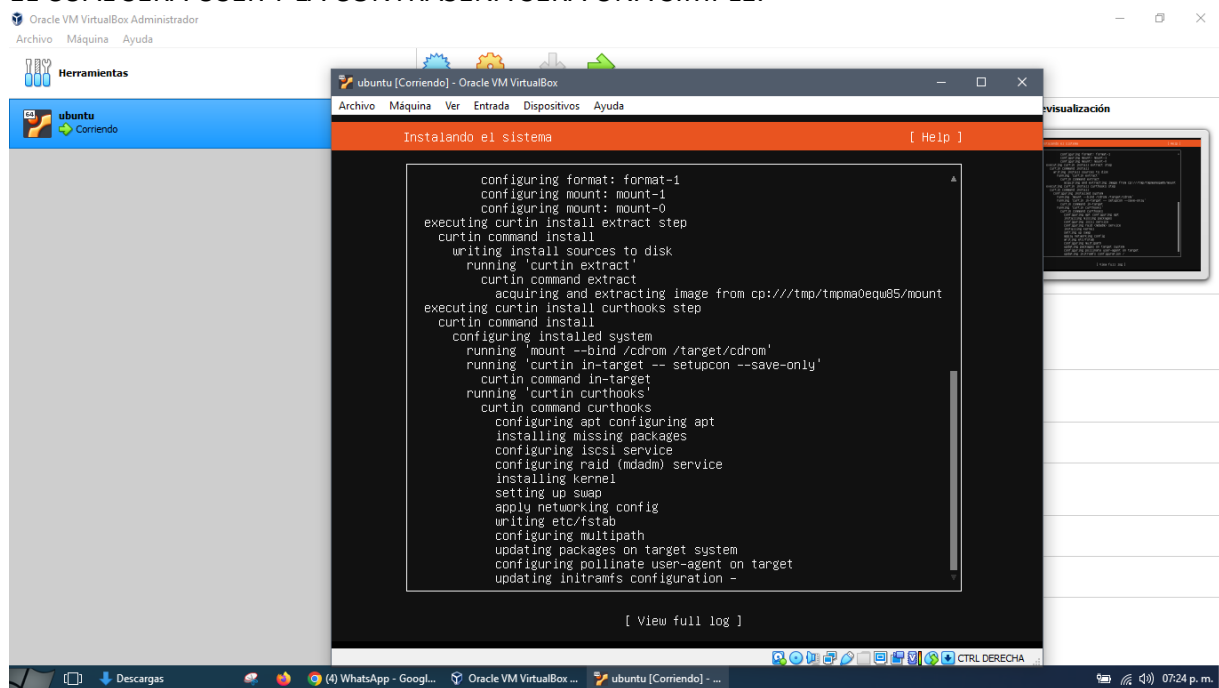 Oracle VM VirtualBox Administrador
Archivo Máquina Ayuda
Herramientas
64
ubuntu
Corriendo
ubuntu [Corriendo] - Oracle VM VirtualBox
Archivo Máquina Ver Entrada Dispositivos Ayuda
Instalando el sistema [ Help ]
configuring format: format-1
configuring mount: mount-1
configuring mount: mount-0
executing curtin install extract step
curtin command install
writing install sources to disk
running 'curtin extract'
curtin command extract
acquiring and extracting image from cp:///tmp/tmpma0eqw85/mount
executing curtin install curthooks step
curtin command install
configuring installed system
running 'mount --bind /cdrom /target/cdrom'
running 'curtin in-target -- setupcon --save-only'
curtin command in-target
running 'curtin curthooks'
curtin command curthooks
configuring apt configuring apt
installing missing packages
configuring iscsi service
configuring raid (mdadm) service
installing kernel
setting up swap
apply networking config
writing etc/fstab
configuring multipath
updating packages on target system
configuring pollinate user-agent on target
updating initramfs configuration -
[ View full log ]
CTRL DERECHA
evisualización
Descargas
(4) WhatsApp - Googl...
Oracle VM VirtualBox ...
ubuntu [Corriendo] - ...
07:24 p. m.